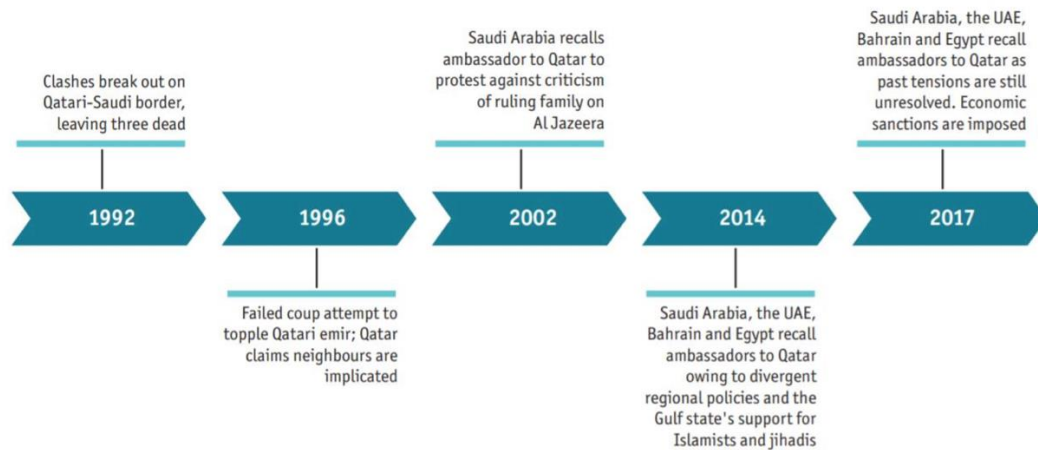 Clashes break out on
Qatari-Saudi border,
leaving three dead
1992
1996
Failed coup attempt to
topple Qatari emir; Qatar
claims neighbours are
implicated
Saudi Arabia recalls
ambassador to Qatar to
protest against criticism
of ruling family on
Al Jazeera
2002
2014
Saudi Arabia, the UAE,
Bahrain and Egypt recall
ambassadors to Qatar
owing to divergent
regional policies and the
Gulf state's support for
Islamists and jihadis
Saudi Arabia, the UAE,
Bahrain and Egypt recall
ambassadors to Qatar as
past tensions are still
unresolved. Economic
sanctions are imposed
2017